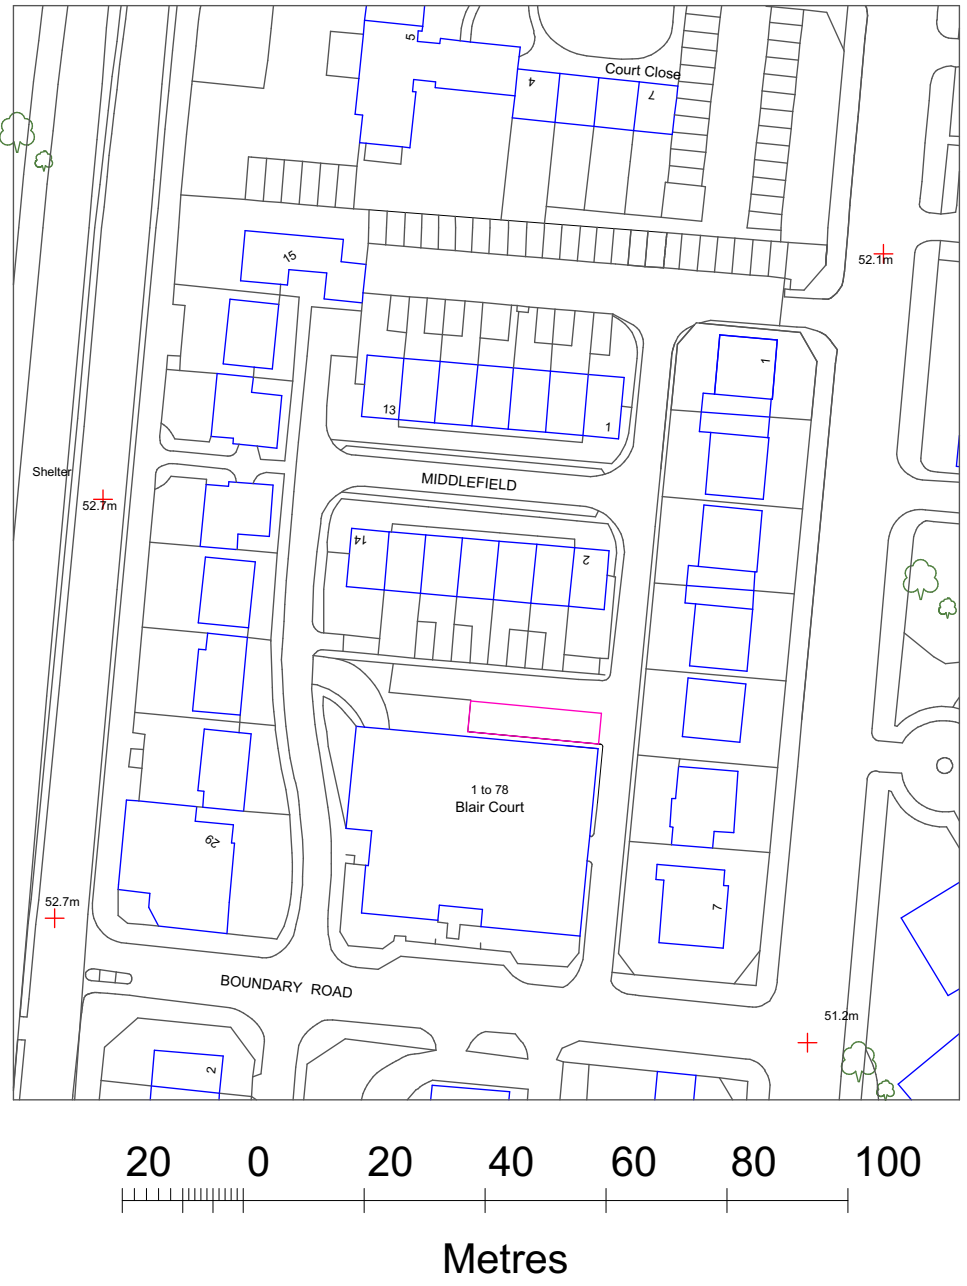 5
Court Close
4
7
15
52.1m
1
13
1
Shelter
MIDDLEFIELD
52.7m
14
2
1 to 78
Blair Court
29
52.7m
7
BOUNDARY ROAD
51.2m
2
20 0 20 40 60 80 100
Metres